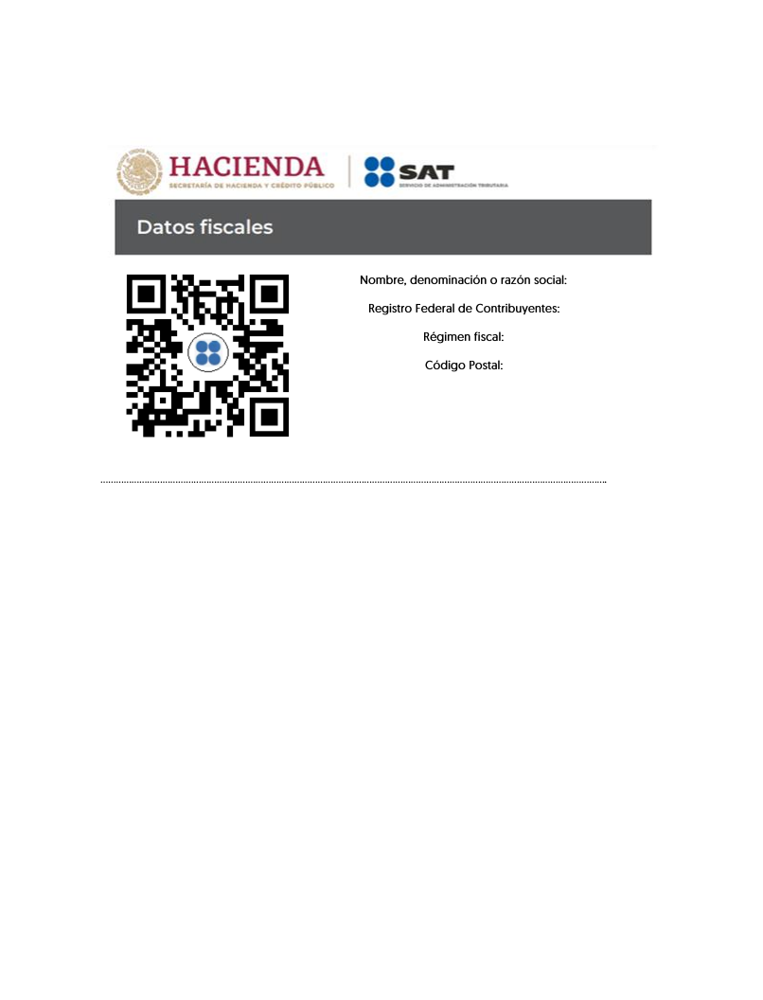 HACIENDA
SECRETARÍA DE HACIENDA Y CRÉDITO PÚBLICO
SAT
SERVICIO DE ADMINISTRACIÓN TRIBUTARIA
Datos fiscales
Nombre, denominación o razón social:
Registro Federal de Contribuyentes:
Régimen fiscal:
Código Postal: